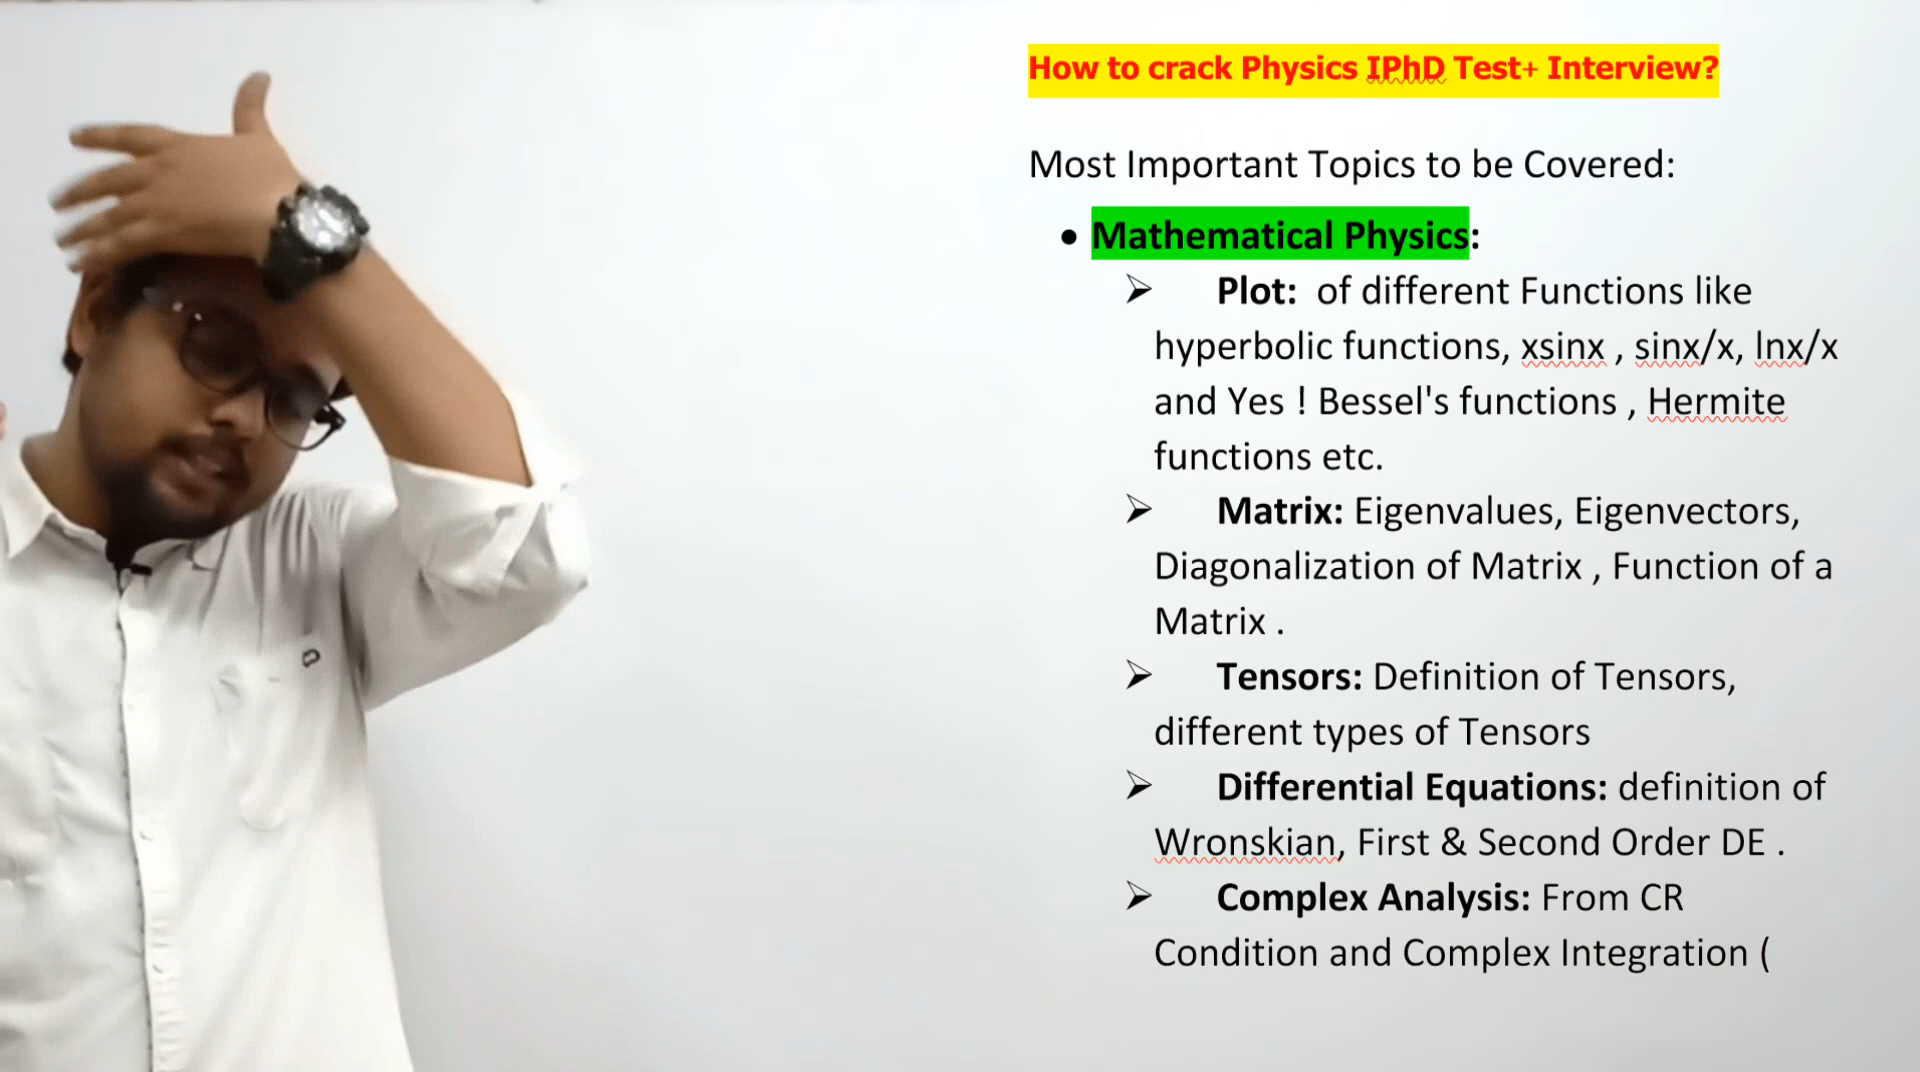 How to crack Physics IPhD Test+ Interview?
Most Important Topics to be Covered:
• Mathematical Physics:
➢ Plot: of different Functions like
hyperbolic functions, xsinx , sinx/x, lnx/x
and Yes ! Bessel's functions , Hermite
functions etc.
➢ Matrix: Eigenvalues, Eigenvectors,
Diagonalization of Matrix , Function of a
Matrix .
➢ Tensors: Definition of Tensors,
different types of Tensors
➢ Differential Equations: definition of
Wronskian, First & Second Order DE .
➢ Complex Analysis: From CR
Condition and Complex Integration (